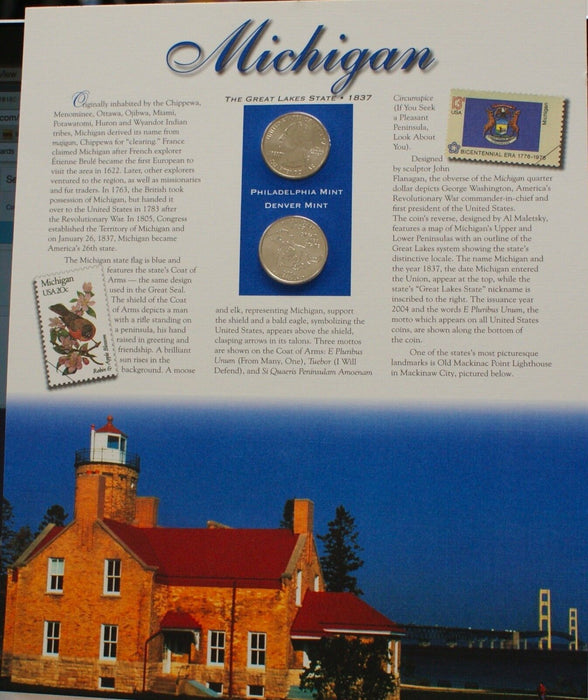 Michigan
THE GREAT LAKES STATE • 1837
Originally inhabited by the Chippewa,
Menominee, Ottawa, Ojibwa, Miami,
Potawatomi, Huron and Wyandot Indian
tribes, Michigan derived its name from
majigan, Chippewa for "clearing." France
claimed Michigan after French explorer
Étienne Brulé became the first European to
visit the area in 1622. Later, other explorers
ventured to the region, as well as missionaries
and fur traders. In 1763, the British took
possession of Michigan, but handed it
over to the United States in 1783 after
the Revolutionary War. In 1805, Congress
established the Territory of Michigan and
on January 26, 1837, Michigan became
America's 26th state.
The Michigan state flag is blue and
features the state's Coat of
Arms — the same design
used in the Great Seal.
The shield of the Coat
of Arms depicts a man
with a rifle standing on
a peninsula, his hand
raised in greeting and
friendship. A brilliant
sun rises in the
background. A moose
Michigan
USA 20c
Robin & Apple Blossom
PHILADELPHIA MINT
DENVER MINT
and elk, representing Michigan, support
the shield and a bald eagle, symbolizing the
United States, appears above the shield,
clasping arrows in its talons. Three mottos
are shown on the Coat of Arms: E Pluribus
Unum (From Many, One), Tuebor (I Will
Defend), and Si Quaeris Peninsulam Amoenam
Circumspice
(If You Seek
a Pleasant
Peninsula,
Look About
You).
13c
USA
Michigan
BICENTENNIAL ERA 1776-1976
Designed
by sculptor John
Flanagan, the obverse of the Michigan quarter
dollar depicts George Washington, America's
Revolutionary War commander-in-chief and
first president of the United States.
The coin's reverse, designed by Al Maletsky,
features a map of Michigan's Upper and
Lower Peninsulas with an outline of the
Great Lakes system showing the state's
distinctive locale. The name Michigan and
the year 1837, the date Michigan entered
the Union, appear at the top, while the
state's "Great Lakes State" nickname is
inscribed to the right. The issuance year
2004 and the words E Pluribus Unum, the
motto which appears on all United States
coins, are shown along the bottom of
the coin.
One of the states's most picturesque
landmarks is Old Mackinac Point Lighthouse
in Mackinaw City, pictured below.